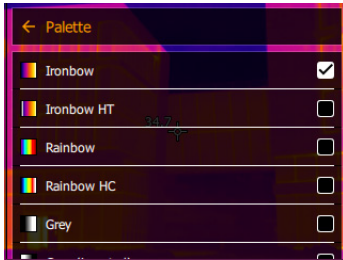 ← Palette
Ironbow
Ironbow HT
34.7
Rainbow
Rainbow HC
Grey